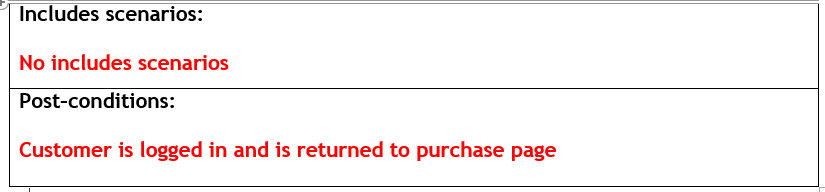 Includes scenarios:
No includes scenarios
Post-conditions:
Customer is logged in and is returned to purchase page